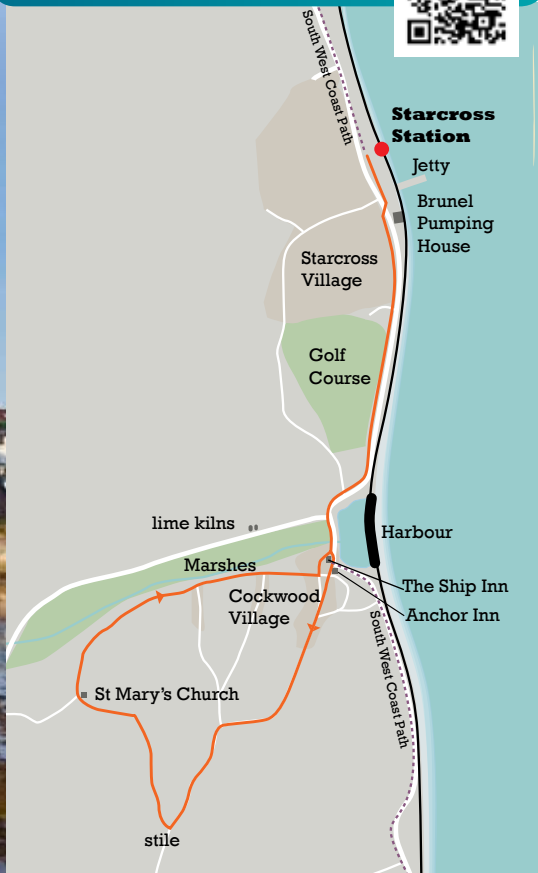 South West Coast Path
Starcross
Station
Jetty
Brunel
Pumping
House
Starcross
Village
Golf
Course
lime kilns
Harbour
Marshes
The Ship Inn
Cockwood
Village
Anchor Inn
South West Coast Path
St Mary's Church
stile